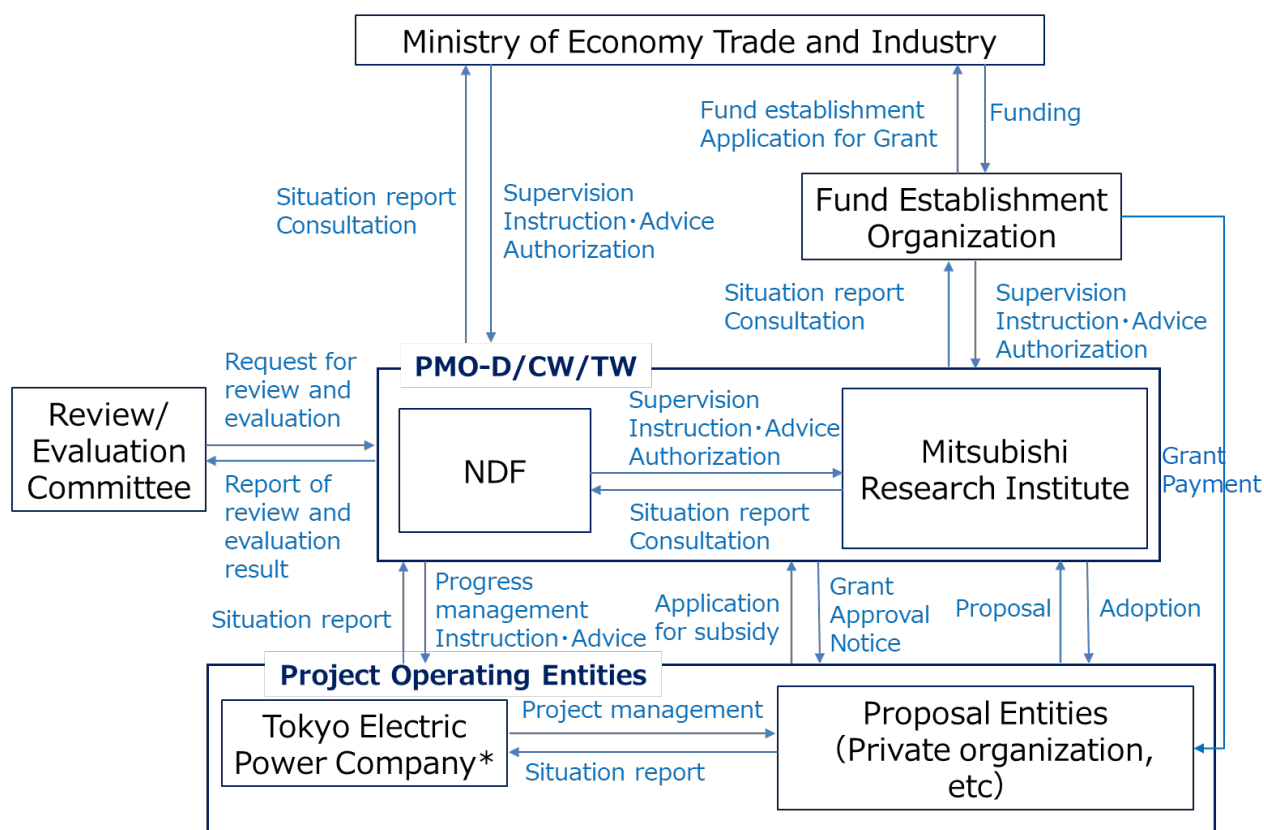 Ministry of Economy Trade and Industry
Fund establishment
Application for Grant
Funding
Situation report
Consultation
Supervision
Instruction・Advice
Authorization
Fund Establishment
Organization
Situation report
Consultation
Supervision
Instruction・Advice
Authorization
PMO-D/CW/TW
Request for
review and
evaluation
Review/
Evaluation
Committee
Report of
review and
evaluation
result
NDF
Supervision
Instruction・Advice
Authorization
Situation report
Consultation
Mitsubishi
Research Institute
Grant
Payment
Situation report
Progress
management
Instruction・Advice
Application
for subsidy
Grant
Approval
Notice
Proposal
Adoption
Project Operating Entities
Tokyo Electric
Power Company*
Project management
Situation report
Proposal Entities
（Private organization,
etc）